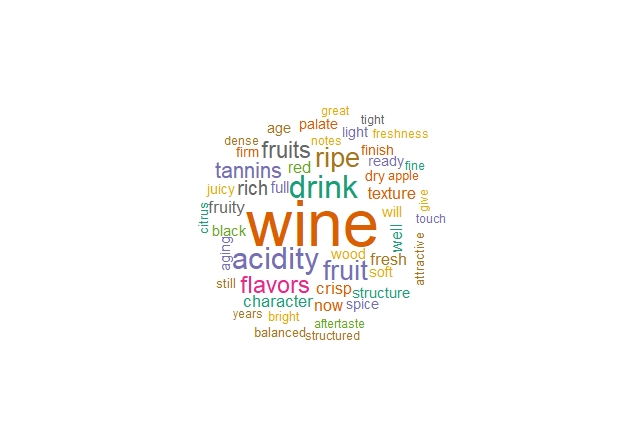 great
tight
age
palate
light
freshness
dense
notes
firm
fruits
finish
ripe
ready
fine
tannins
red
dry
apple
juicy
rich
full
drink
texture
give
citrus
fruity
wine
will
touch
black
well
aging
acidity
wood
fresh
attractive
fruit
soft
still
flavors
crisp
structure
character
now
spice
years
bright
aftertaste
balanced
structured